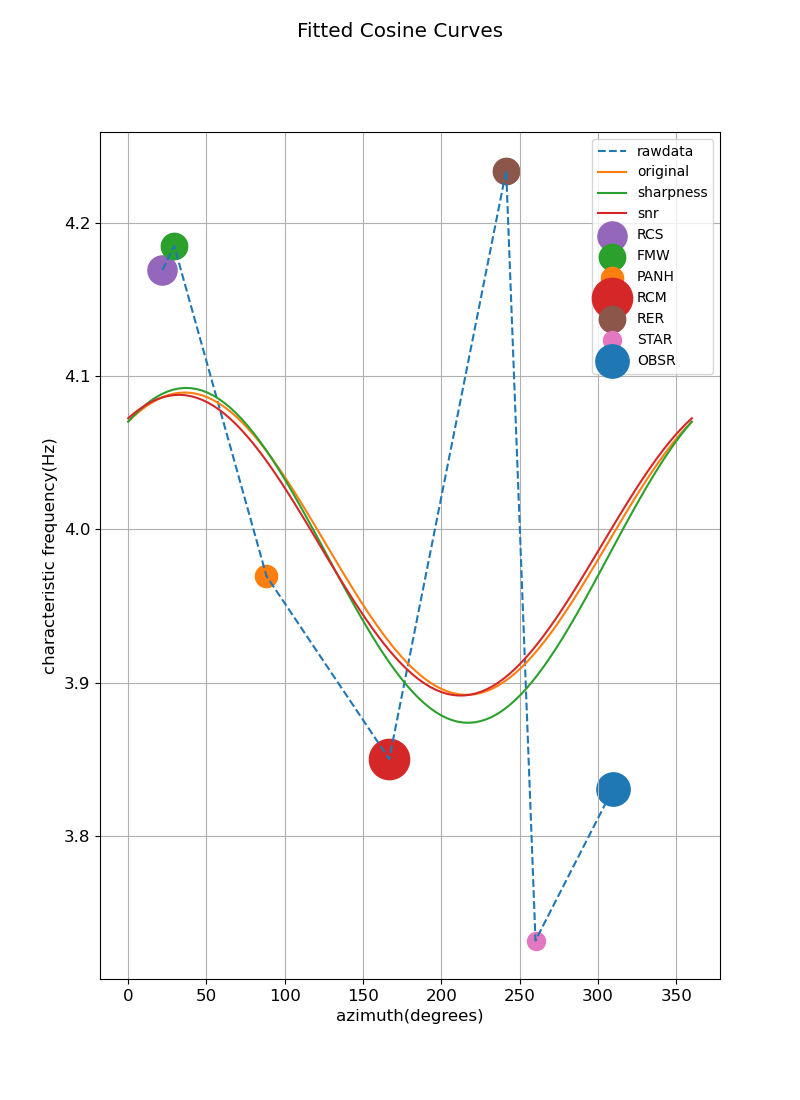 Fitted Cosine Curves
rawdata
original
sharpness
snr
RCS
FMW
PANH
RCM
RER
STAR
OBSR
4.2
4.1
4.0
3.9
3.8
characteristic frequency(Hz)
0 50 100 150 200 250 300 350
azimuth(degrees)